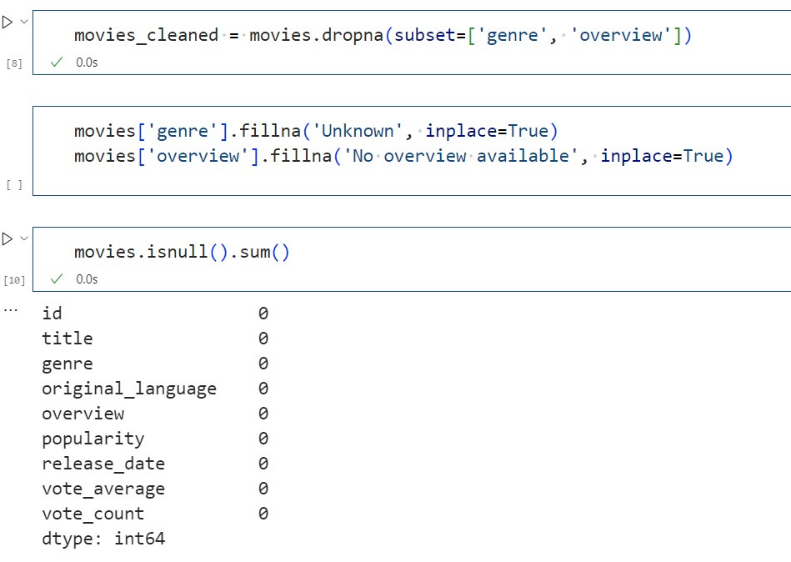 movies_cleaned = movies.dropna(subset=['genre', 'overview'])
[8] 0.0s
movies['genre'].fillna('Unknown', inplace=True)
movies['overview'].fillna('No overview available', inplace=True)
[ ]
movies.isnull().sum()
[10] 0.0s
... id 0
title 0
genre 0
original_language 0
overview 0
popularity 0
release_date 0
vote_average 0
vote_count 0
dtype: int64